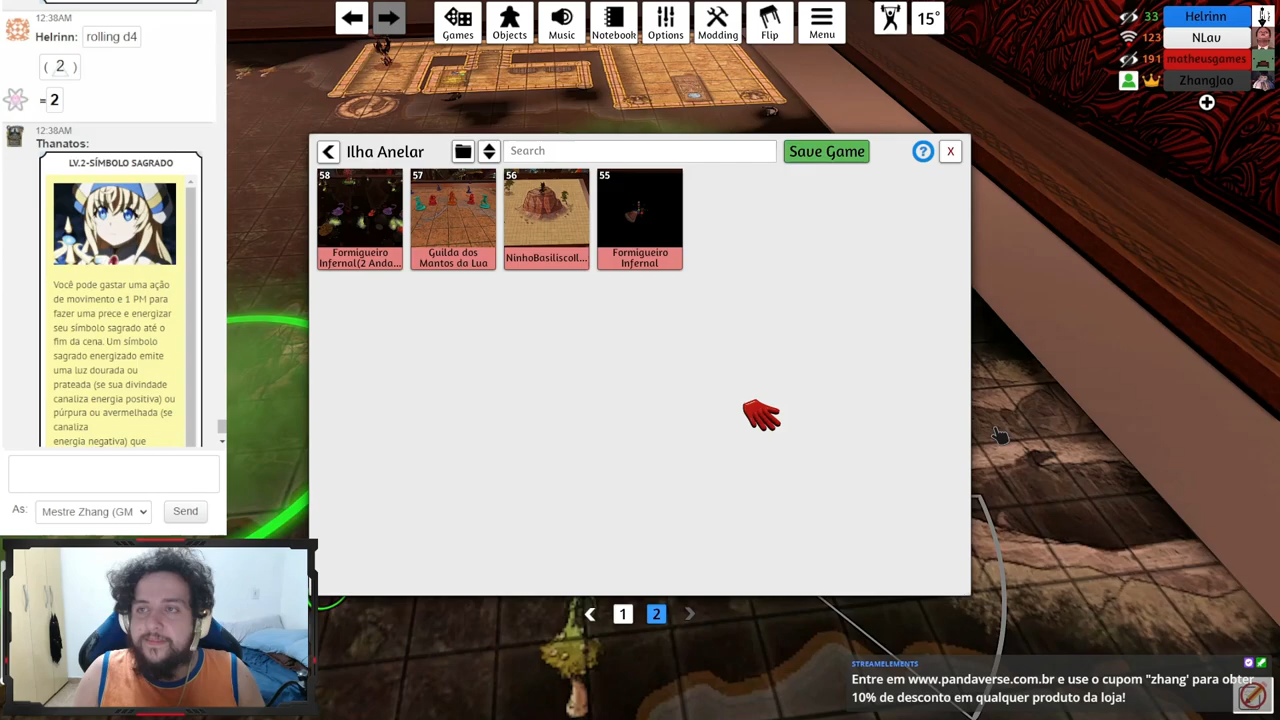 12:38AM
Helrinn: rolling d4
( 2 )
= 2
12:38AM
Thanatos:
LV.2-SÍMBOLO SAGRADO
Você pode gastar uma ação
de movimento e 1 PM para
fazer uma prece e energizar
seu símbolo sagrado até o
fim da cena. Um símbolo
sagrado energizado emite
uma luz dourada ou
prateada (se sua divindade
canaliza energia positiva) ou
púrpura ou avermelhada (se
canaliza
energia negativa) que
As: Mestre Zhang (GM
Send
Games
Objects
Music
Notebook
Options
Modding
Flip
Menu
15°
33 Helrinn
123 NLav
191 matheusgames
Zhangjao
Ilha Anelar
Search
Save Game
?
X
58
Formigueiro
Infernal(2 Anda...
57
Guilda dos
Mantos da Lua
56
NinhoBasiliscoIl...
55
Formigueiro
Infernal
1
2
STREAMELEMENTS
Entre em www.pandaverse.com.br e use o cupom "zhang' para obter
10% de desconto em qualquer produto da loja!